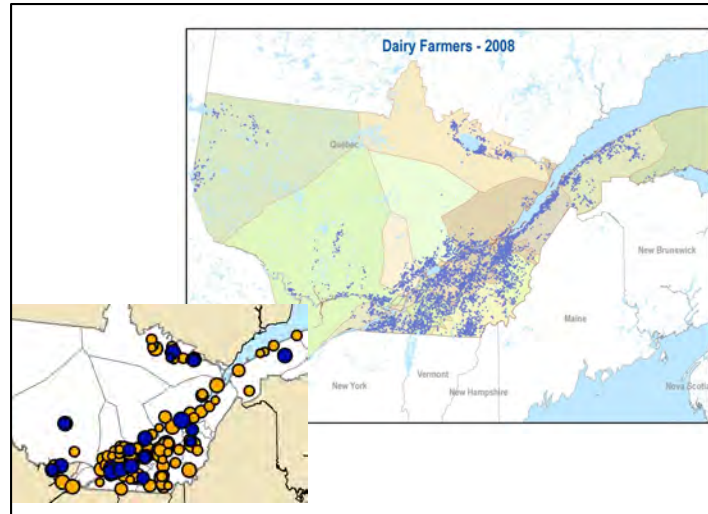 Dairy Farmers - 2008
Québec
New Brunswick
Maine
Vermont
New York
New Hampshire
Nova Scotia